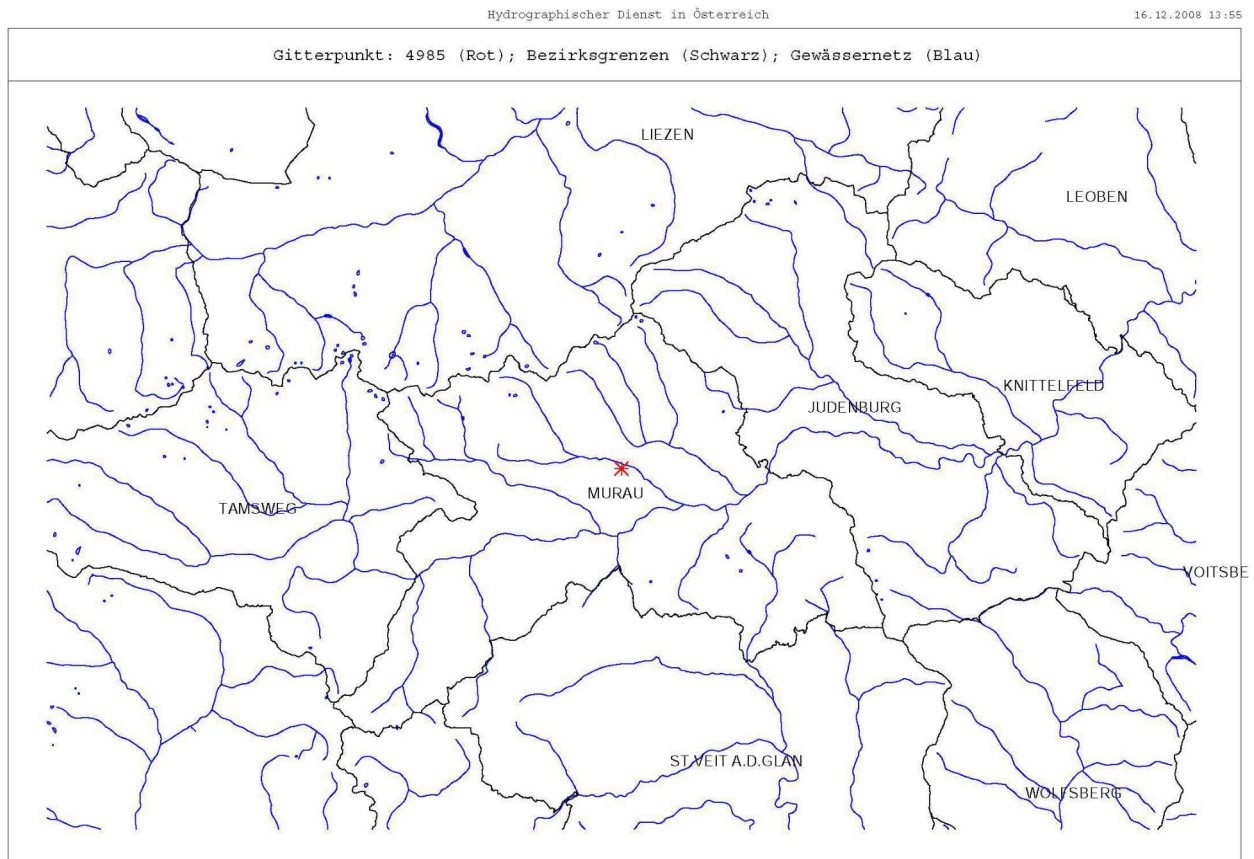 Hydrographischer Dienst in Österreich
16.12.2008 13:55
Gitterpunkt: 4985 (Rot); Bezirksgrenzen (Schwarz); Gewässernetz (Blau)
LIEZEN
LEOBEN
KNITTELFELD
JUDENBURG
MURAU
TAMSWEG
VOITSBE
ST.VEIT A.D.GLAN
WOLFSBERG